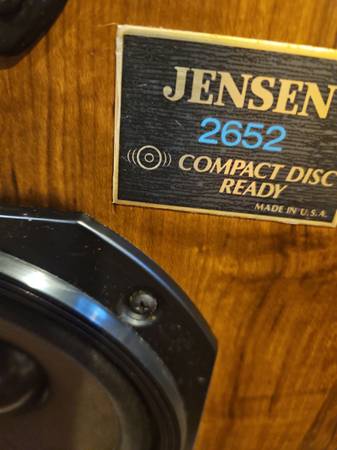 JENSEN
2652
COMPACT DISC
READY
MADE IN U.S.A.